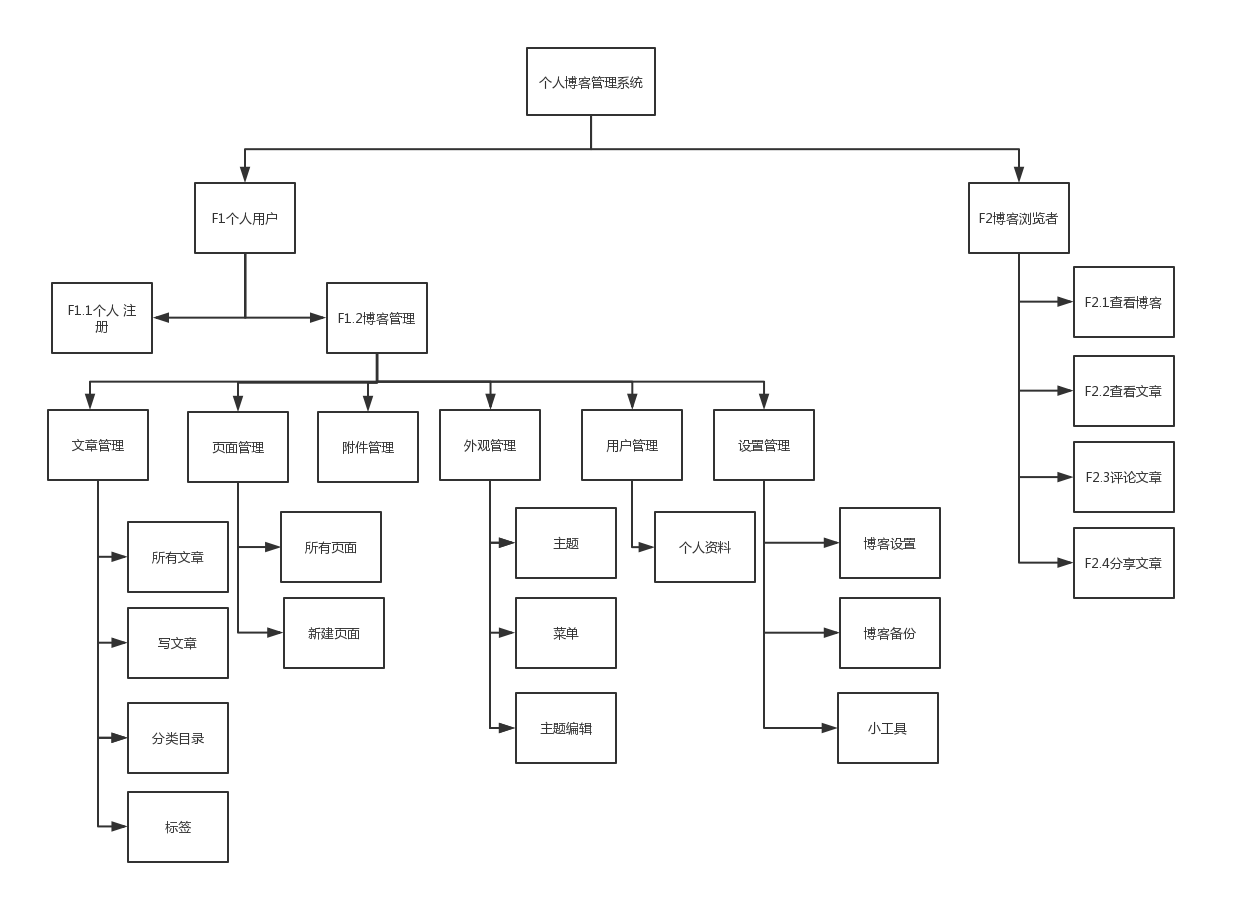 个人博客管理系统
F1个人用户
F2博客浏览者
F1.1个人 注
册
F1.2博客管理
F2.1查看博客
F2.2查看文章
F2.3评论文章
F2.4分享文章
文章管理
页面管理
附件管理
外观管理
用户管理
设置管理
所有文章
写文章
分类目录
标签
所有页面
新建页面
主题
菜单
主题编辑
个人资料
博客设置
博客备份
小工具